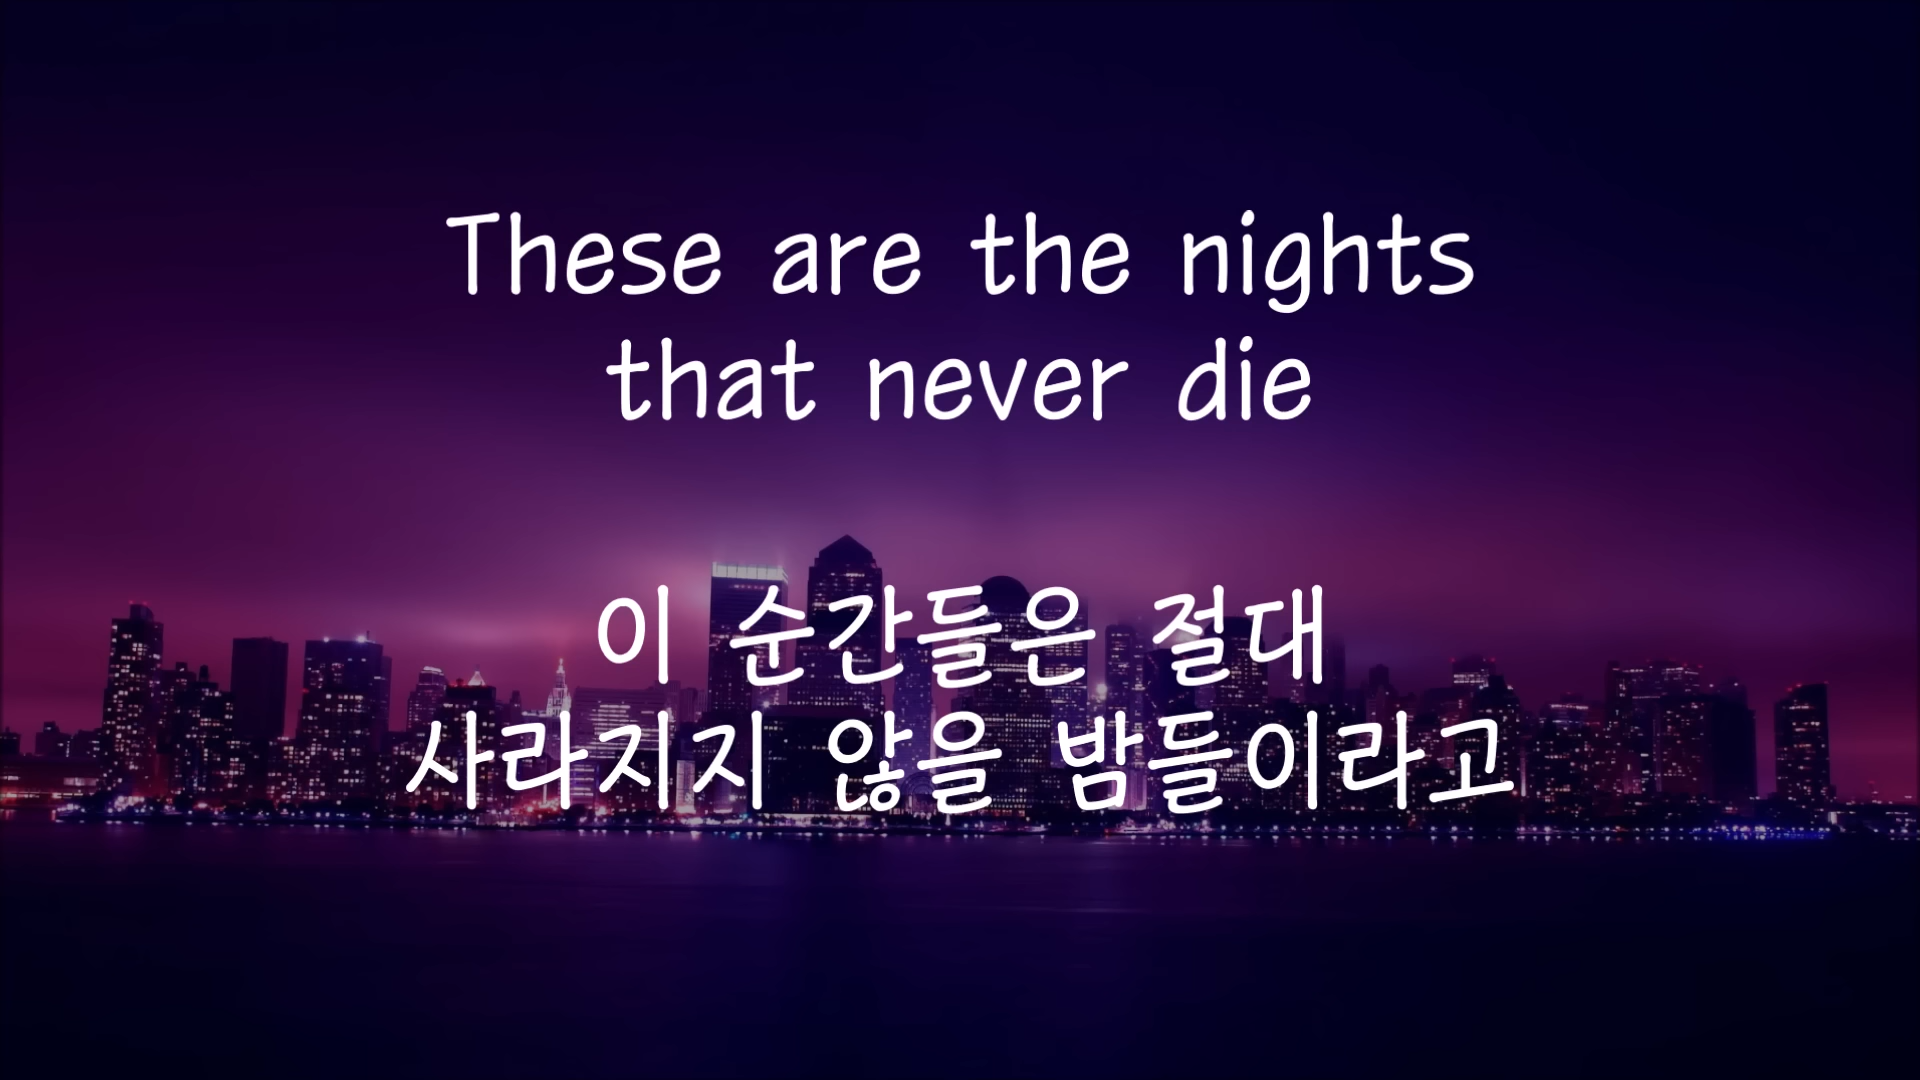 These are the nights
that never die
이 순간들은 절대
사라지지 않을 밤들이라고